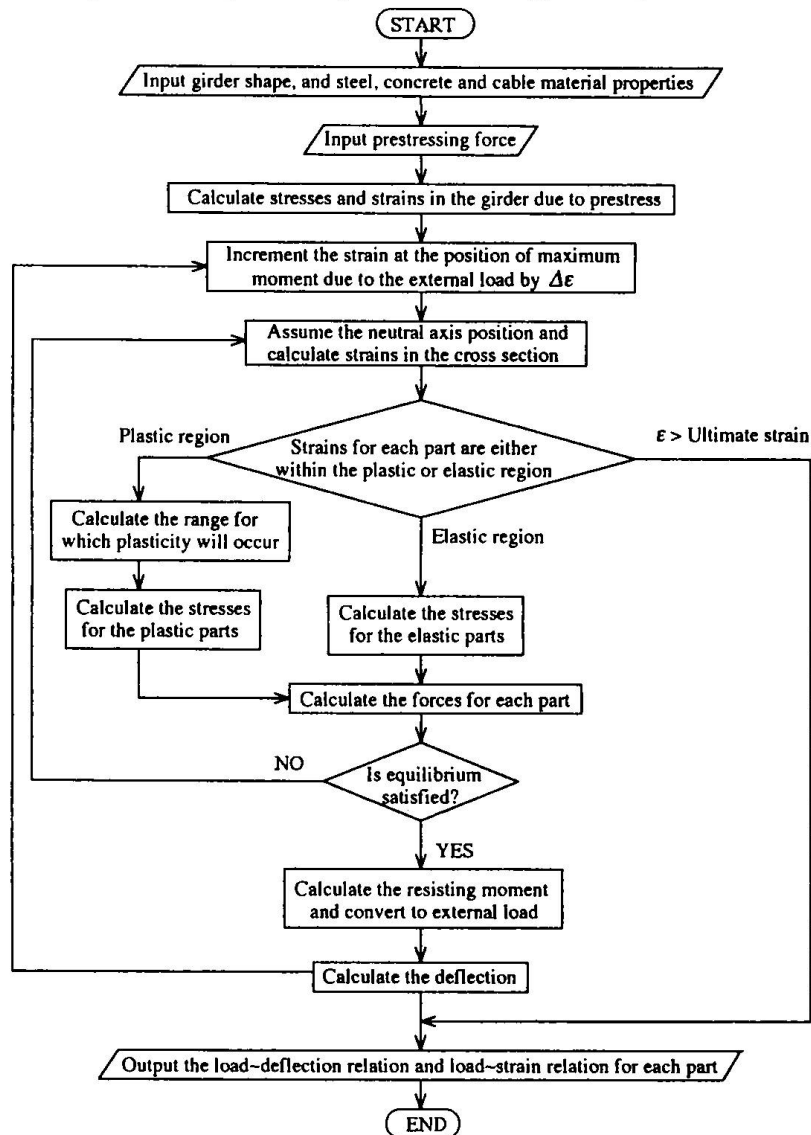 START
Input girder shape, and steel, concrete and cable material properties
Input prestressing force
Calculate stresses and strains in the girder due to prestress
Increment the strain at the position of maximum
moment due to the external load by Δε
Assume the neutral axis position and
calculate strains in the cross section
Plastic region
ε > Ultimate strain
Strains for each part are either
within the plastic or elastic region
Calculate the range for
which plasticity will occur
Elastic region
Calculate the stresses
for the plastic parts
Calculate the stresses
for the elastic parts
Calculate the forces for each part
NO
Is equilibrium
satisfied?
YES
Calculate the resisting moment
and convert to external load
Calculate the deflection
Output the load~deflection relation and load~strain relation for each part
END